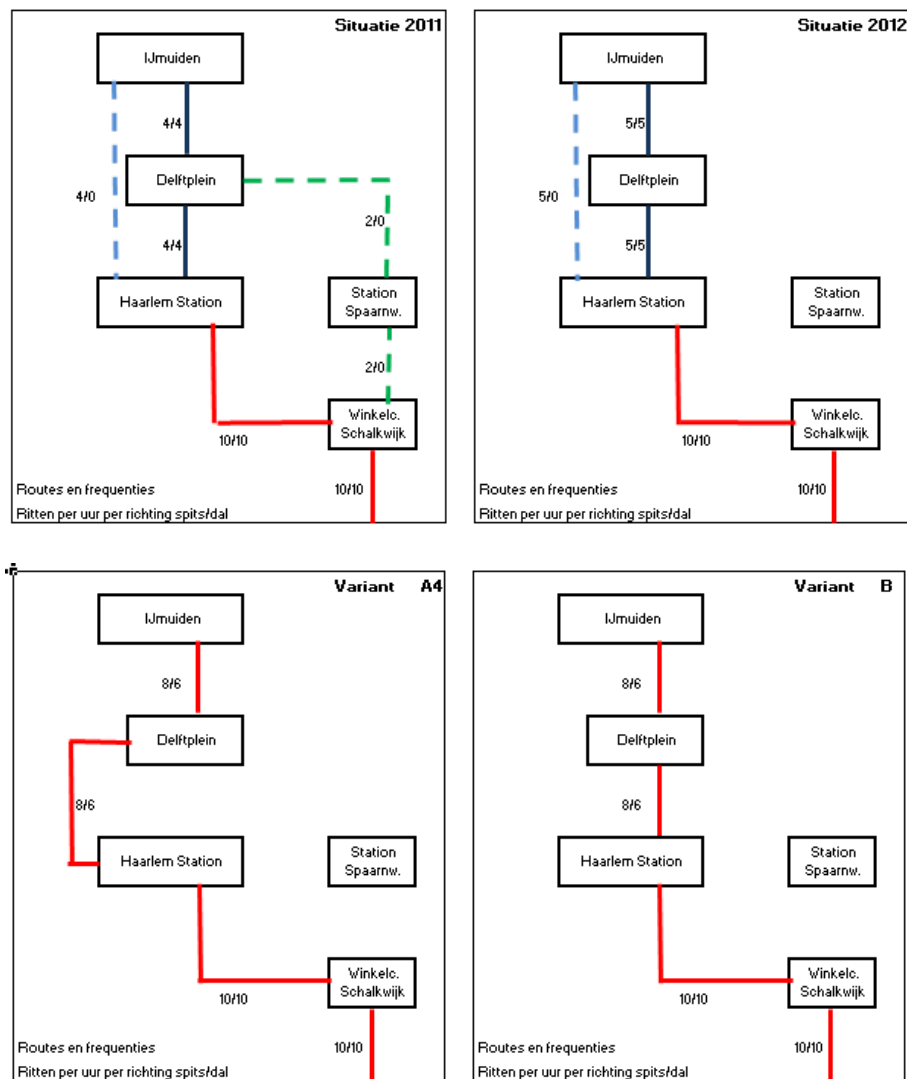 Situatie 2011
IJmuiden
4/4
Delftplein
4/0
2/0
4/4
Haarlem Station
Station
Spaarnw.
2/0
Winkelc.
Schalkwijk
10/10
10/10
Routes en frequenties
Ritten per uur per richting spits/dal
Situatie 2012
IJmuiden
5/5
Delftplein
5/0
5/5
Haarlem Station
Station
Spaarnw.
Winkelc.
Schalkwijk
10/10
10/10
Routes en frequenties
Ritten per uur per richting spits/dal
Variant A4
IJmuiden
8/6
Delftplein
8/6
Haarlem Station
Station
Spaarnw.
Winkelc.
Schalkwijk
10/10
10/10
Routes en frequenties
Ritten per uur per richting spits/dal
Variant B
IJmuiden
8/6
Delftplein
8/6
Haarlem Station
Station
Spaarnw.
Winkelc.
Schalkwijk
10/10
10/10
Routes en frequenties
Ritten per uur per richting spits/dal